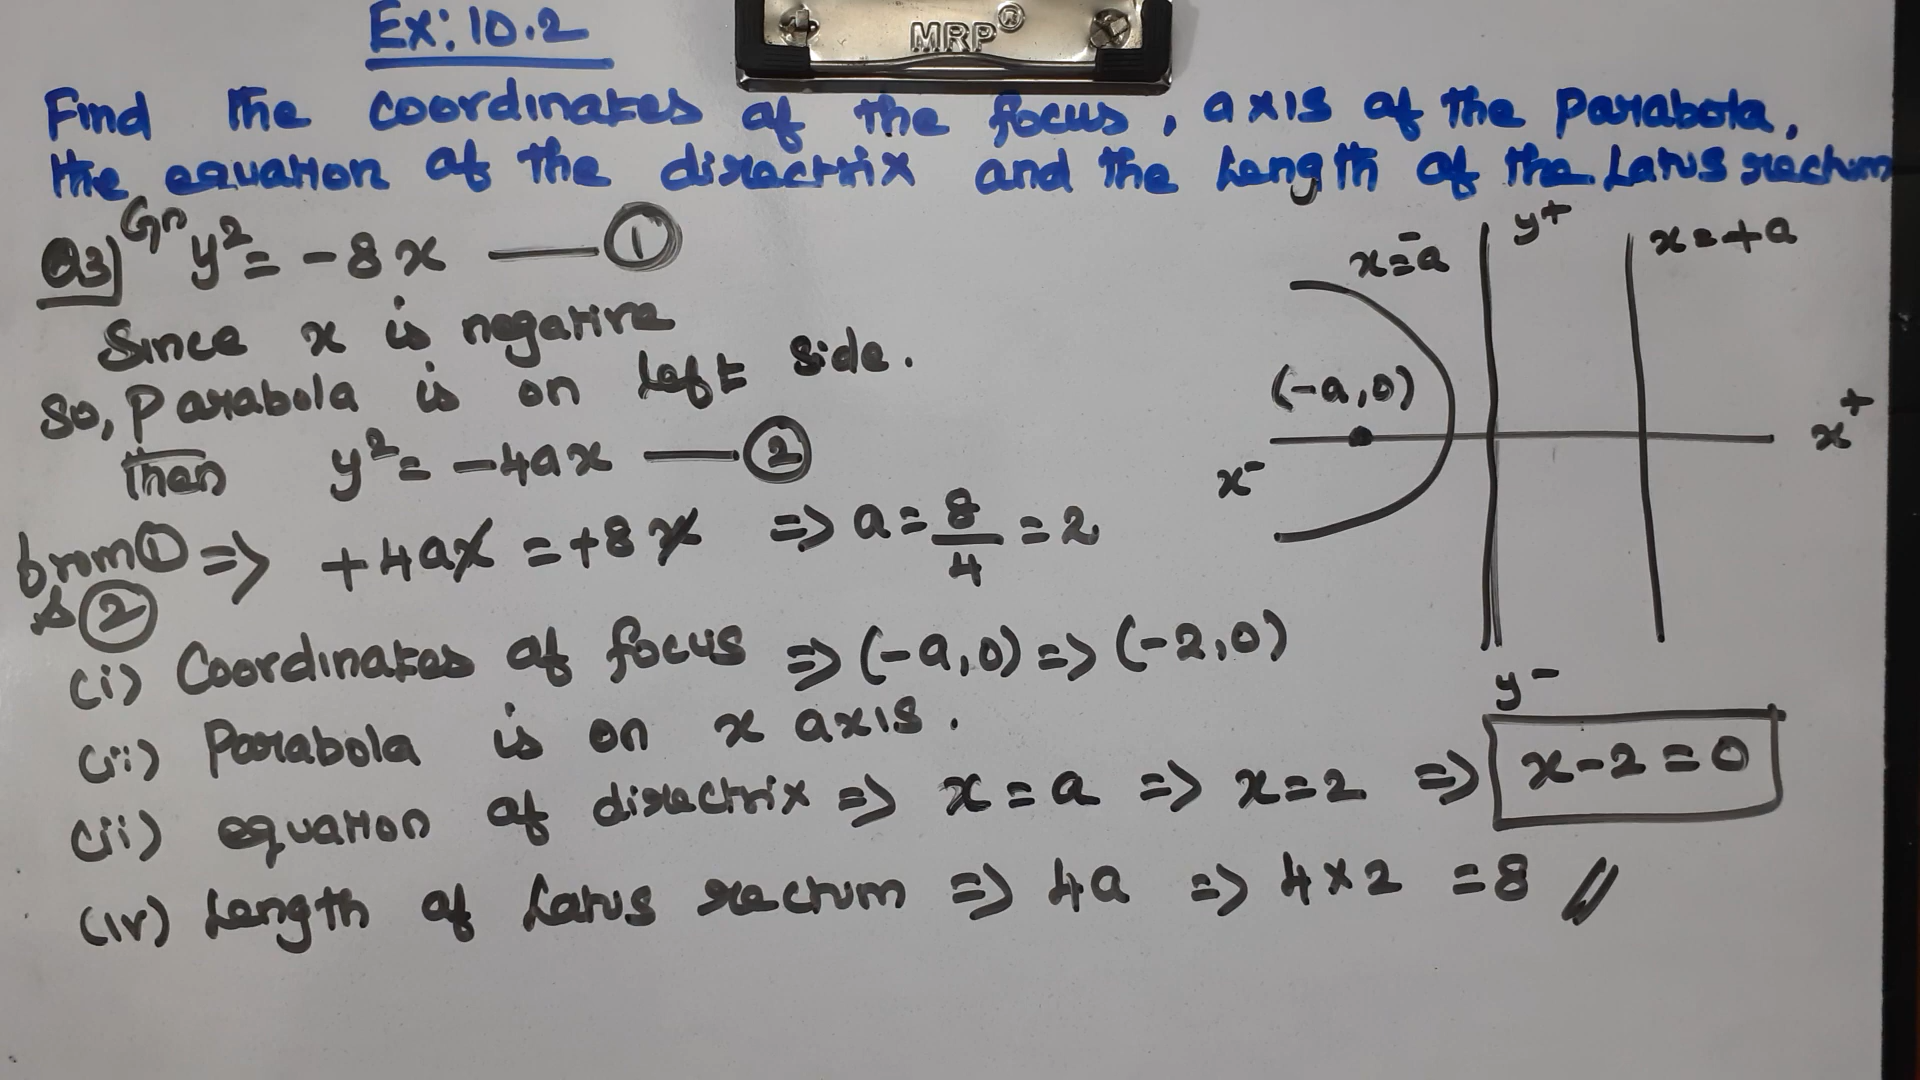 Ex: 10.2
MRP®
Find the coordinates of the focus, axis of the parabola,
the equation of the directrix and the Length of the Latus rectum
Q3) Gn y² = -8x —— ①
Since x is negative
So, Parabola is on Left Side.
Then y² = -4ax —— ②
from ① & ② => +4ax = +8x => a = 8/4 = 2
(i) Coordinates of focus => (-a,0) => (-2,0)
(ii) Parabola is on x axis.
(iii) equation of directrix => x = a => x = 2 => x-2=0
(iv) Length of Latus rectum => 4a => 4×2 = 8 //
x=-a
y+
x=+a
(-a,0)
x-
x+
y-